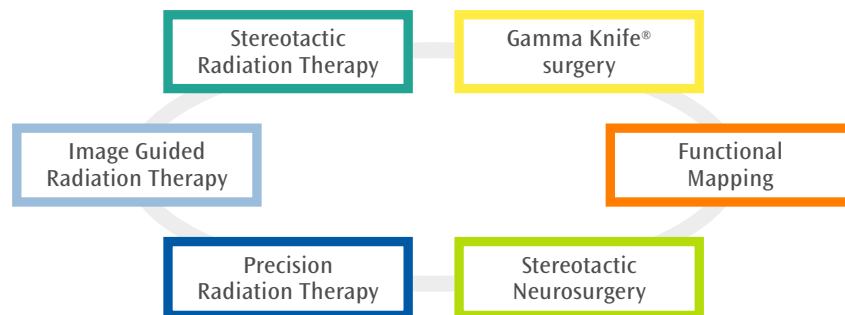 Stereotactic
Radiation Therapy
Gamma Knife®
surgery
Image Guided
Radiation Therapy
Functional
Mapping
Precision
Radiation Therapy
Stereotactic
Neurosurgery